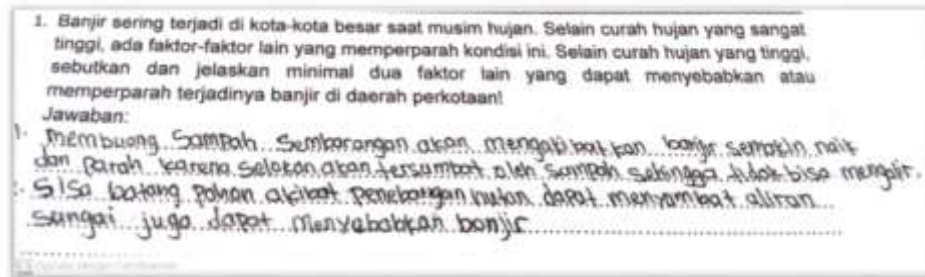 1. Banjir sering terjadi di kota-kota besar saat musim hujan. Selain curah hujan yang sangat
tinggi, ada faktor-faktor lain yang memperparah kondisi ini. Selain curah hujan yang tinggi,
sebutkan dan jelaskan minimal dua faktor lain yang dapat menyebabkan atau
memperparah terjadinya banjir di daerah perkotaan!
Jawaban:
1. Membuang Sampah Sembarangan akan mengakibatkan banjir semakin naik
dan Parah karena Selokan akan tersumbat oleh Sampah sehingga tidak bisa mengalir.
Sisa batang pohon akibat Penebangan hutan dapat menyambat aliran
Sungai juga dapat Menyebabkan banjir